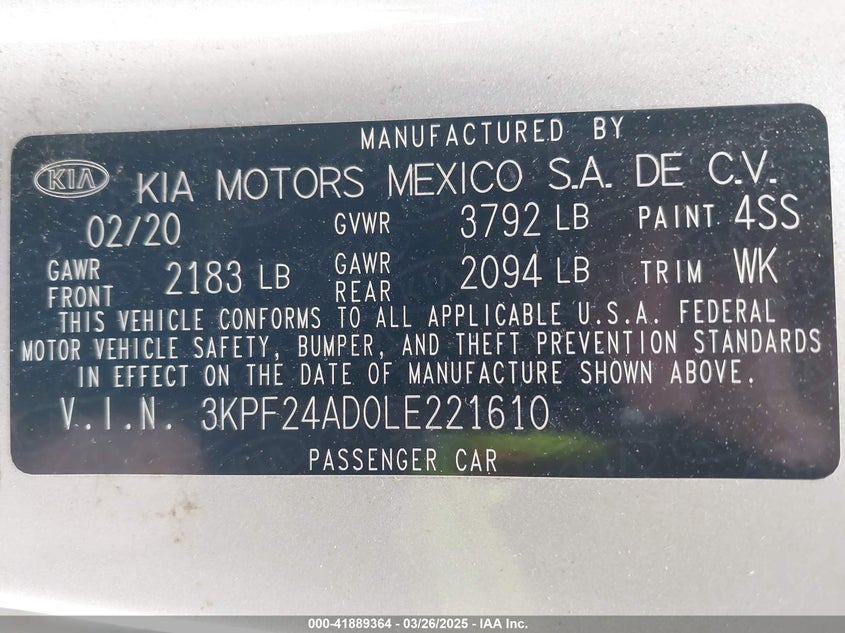 MANUFACTURED BY
KIA KIA MOTORS MEXICO S.A. DE C.V.
02/20 GVWR 3792 LB PAINT 4SS
GAWR FRONT 2183 LB GAWR REAR 2094 LB TRIM WK
THIS VEHICLE CONFORMS TO ALL APPLICABLE U.S.A. FEDERAL
MOTOR VEHICLE SAFETY, BUMPER, AND THEFT PREVENTION STANDARDS
IN EFFECT ON THE DATE OF MANUFACTURE SHOWN ABOVE.
V.I.N. 3KPF24AD0LE221610
PASSENGER CAR
000-41889364 - 03/26/2025 - IAA Inc.